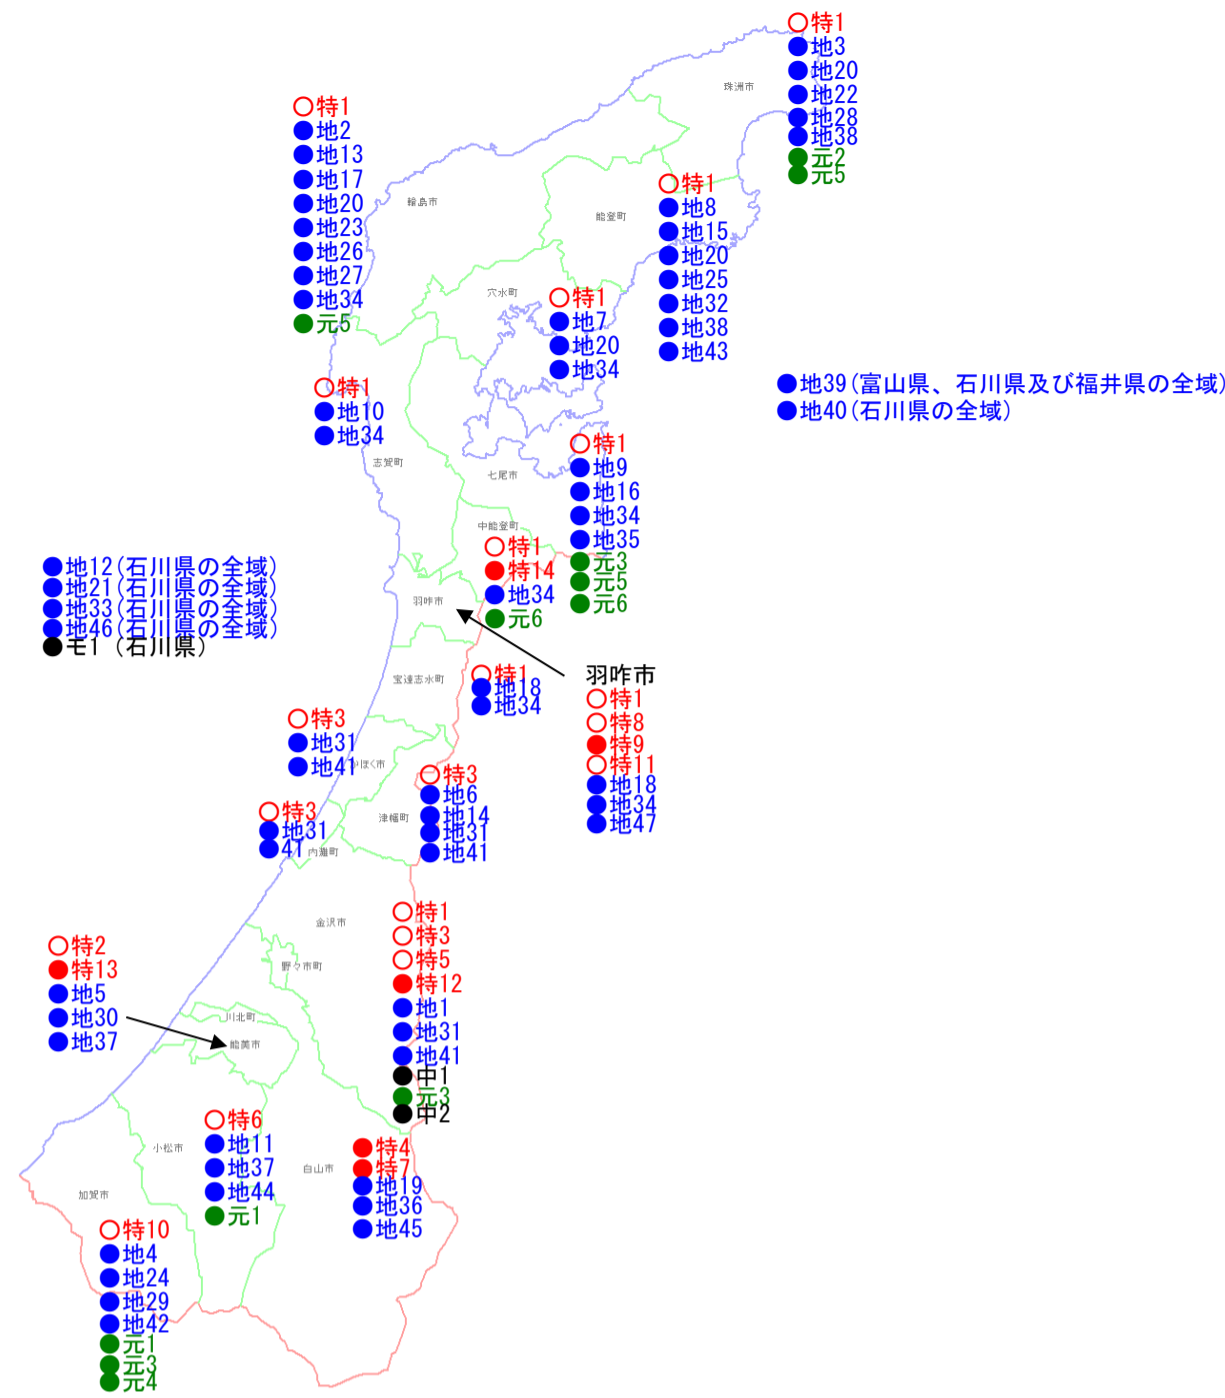 ○特1
●地3
●地20
●地22
●地28
●地38
●元2
●元5
珠洲市
○特1
●地2
●地13
●地17
●地20
●地23
●地26
●地27
●地34
●元5
輪島市
○特1
●地8
●地15
●地20
●地25
●地32
●地38
●地43
能登町
穴水町
○特1
●地7
●地20
●地34
●地39(富山県、石川県及び福井県の全域)
●地40(石川県の全域)
○特1
●地10
●地34
志賀町
○特1
●地9
●地16
●地34
●地35
●元3
●元5
●元6
七尾市
中能登町
○特1
●特14
●地34
●元6
●地12(石川県の全域)
●地21(石川県の全域)
●地33(石川県の全域)
●地46(石川県の全域)
●モ1 (石川県)
羽咋市
羽咋市
○特1
○特8
●特9
○特11
●地18
●地34
●地47
宝達志水町
○特1
●地18
●地34
○特3
●地31
●地41
かほく市
○特3
●地6
●地14
●地31
●地41
津幡町
○特3
●地31
●41
内灘町
金沢市
○特1
○特3
○特5
●特12
●地1
●地31
●地41
●中1
●元3
●中2
野々市町
○特2
●特13
●地5
●地30
●地37
川北町
能美市
○特6
●地11
●地37
●地44
●元1
小松市
白山市
●特4
●特7
●地19
●地36
●地45
加賀市
○特10
●地4
●地24
●地29
●地42
●元1
●元3
●元4